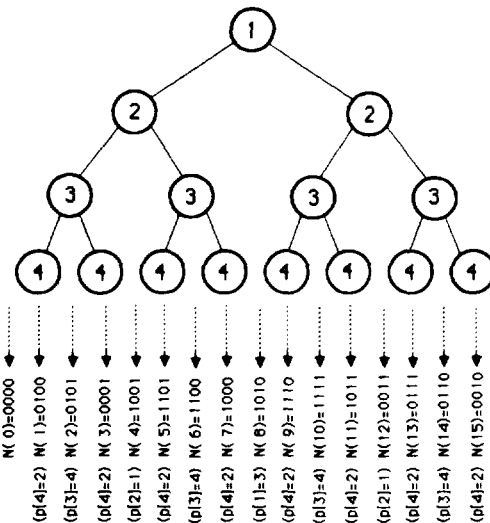 1
2 2
3 3 3 3
4 4 4 4 4 4 4 4
N( 0)=0000
(p[4]=2) N( 1)=0100
(p[3]=4) N( 2)=0101
(p[4]=2) N( 3)=0001
(p[2]=1) N( 4)=1001
(p[4]=2) N( 5)=1101
(p[3]=4) N( 6)=1100
(p[4]=2) N( 7)=1000
(p[1]=3) N( 8)=1010
(p[4]=2) N( 9)=1110
(p[3]=4) N(10)=1111
(p[4]=2) N(11)=1011
(p[2]=1) N(12)=0011
(p[4]=2) N(13)=0111
(p[3]=4) N(14)=0110
(p[4]=2) N(15)=0010